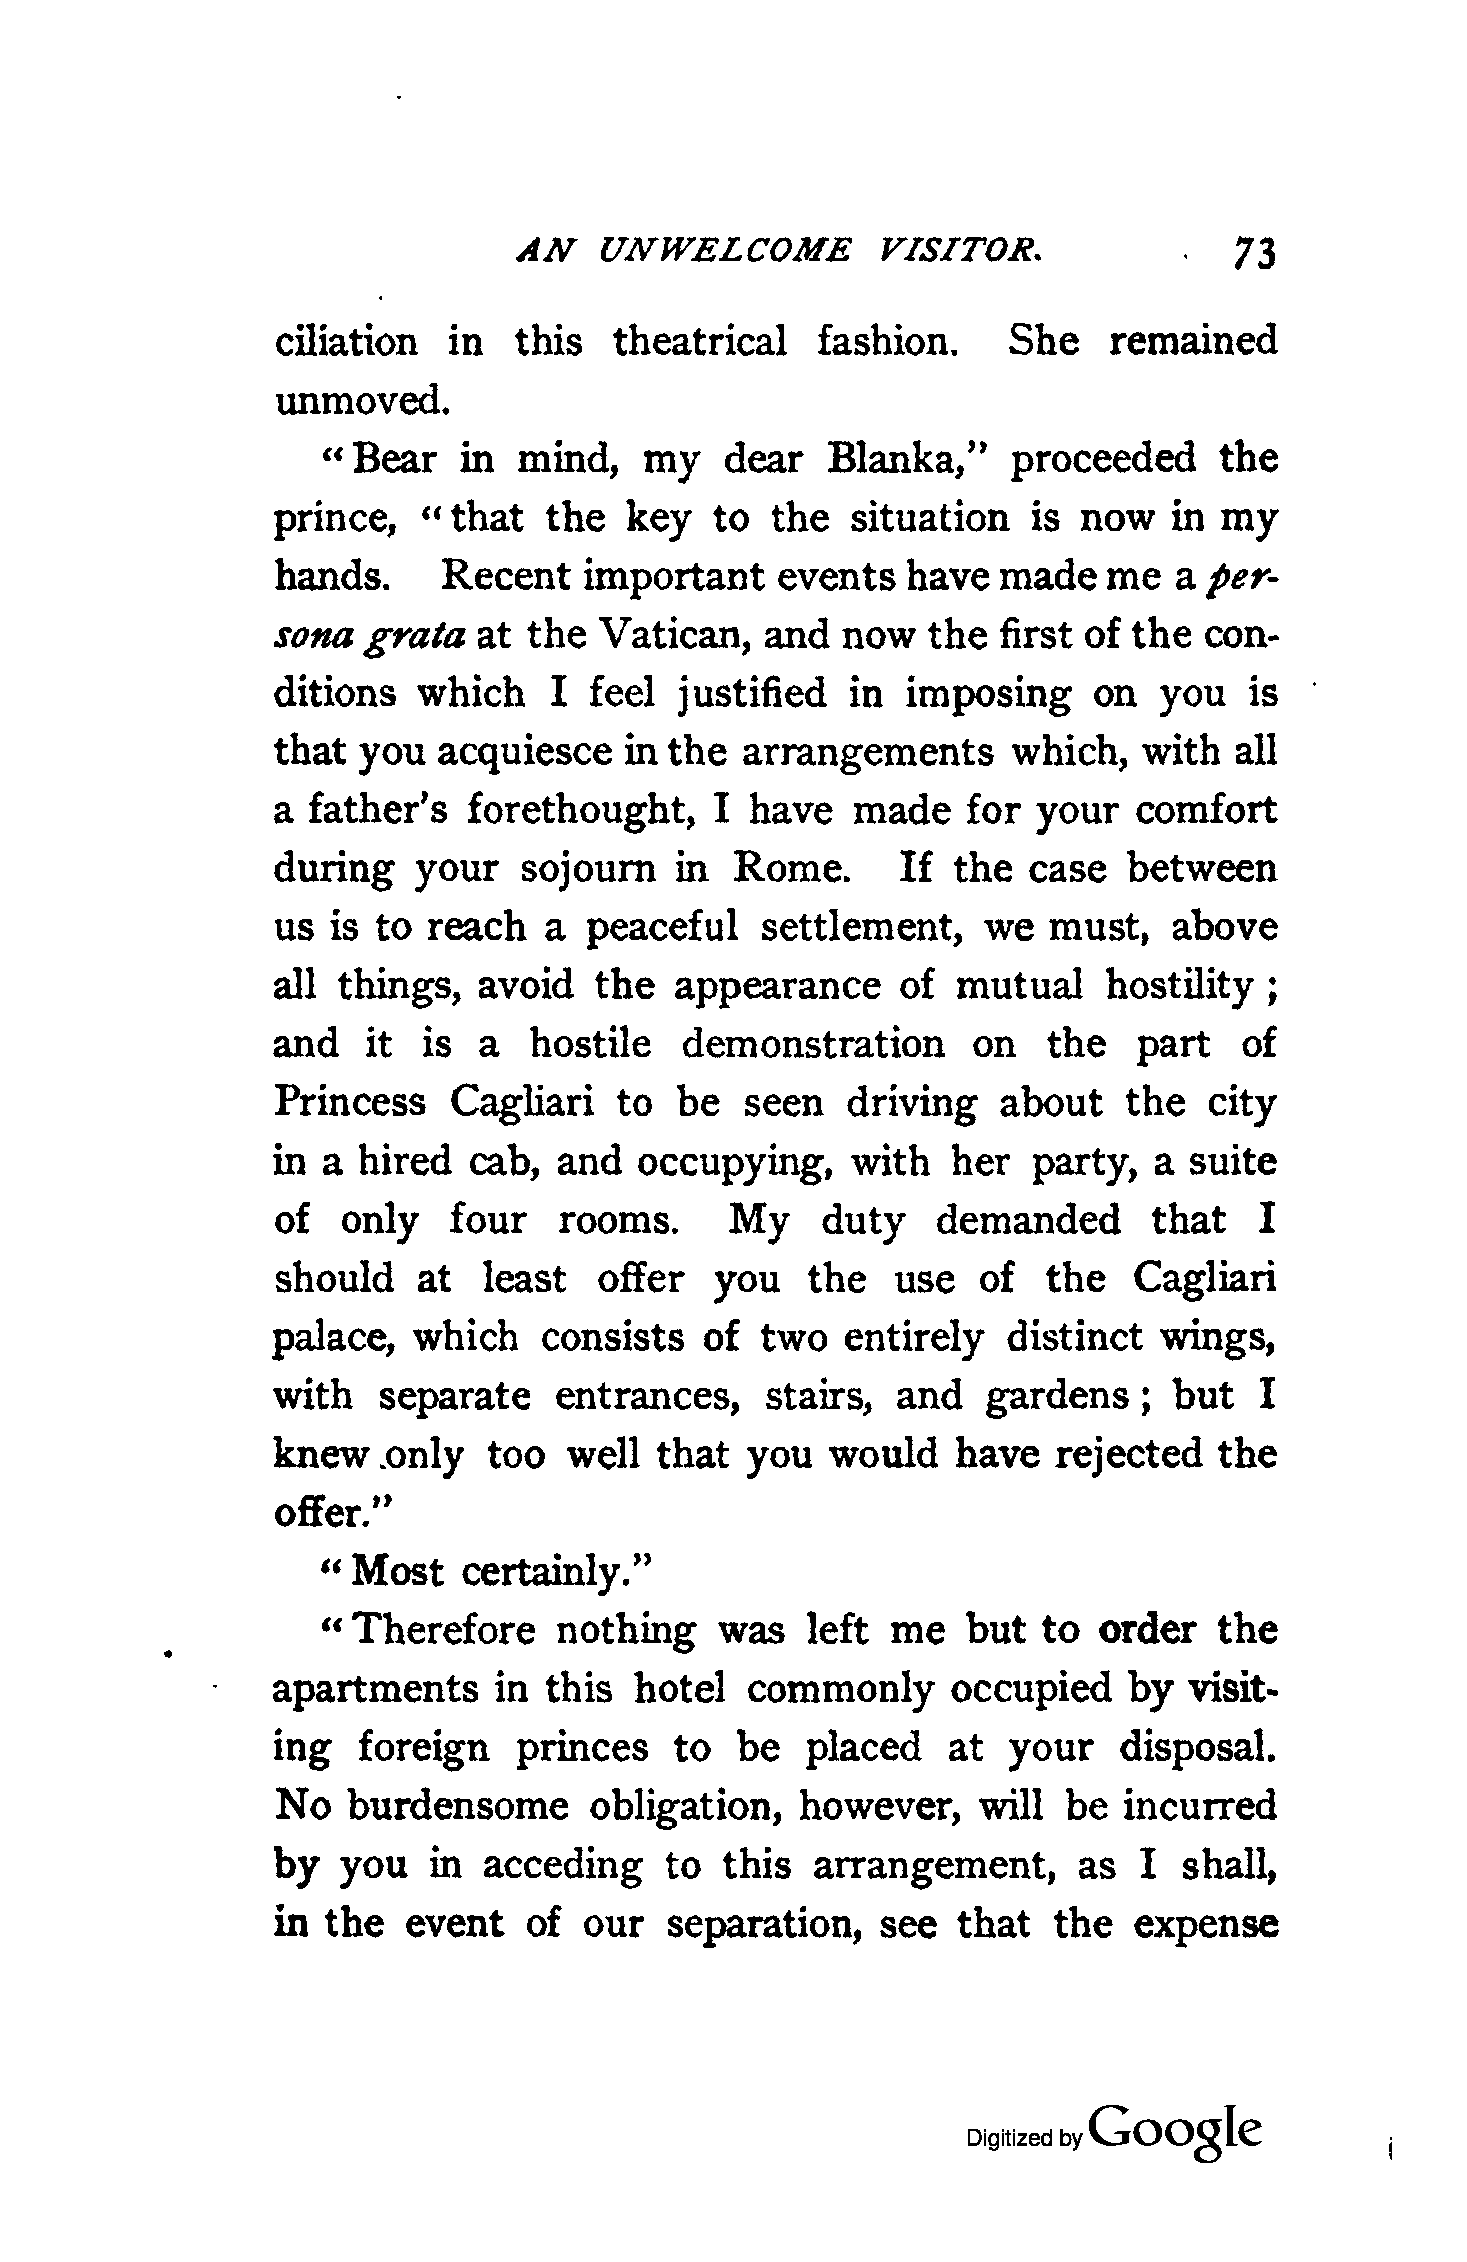 AN UNWELCOME VISITOR. 73
ciliation in this theatrical fashion. She remained
unmoved.
“Bear in mind, my dear Blanka,” proceeded the
prince, “that the key to the situation is now in my
hands. Recent important events have made me a per-
sona grata at the Vatican, and now the first of the con-
ditions which I feel justified in imposing on you is
that you acquiesce in the arrangements which, with all
a father's forethought, I have made for your comfort
during your sojourn in Rome. If the case between
us is to reach a peaceful settlement, we must, above
all things, avoid the appearance of mutual hostility ;
and it is a hostile demonstration on the part of
Princess Cagliari to be seen driving about the city
in a hired cab, and occupying, with her party, a suite
of only four rooms. My duty demanded that I
should at least offer you the use of the Cagliari
palace, which consists of two entirely distinct wings,
with separate entrances, stairs, and gardens ; but I
knew only too well that you would have rejected the
offer.”
“Most certainly.”
“Therefore nothing was left me but to order the
apartments in this hotel commonly occupied by visit-
ing foreign princes to be placed at your disposal.
No burdensome obligation, however, will be incurred
by you in acceding to this arrangement, as I shall,
in the event of our separation, see that the expense
Digitized by Google